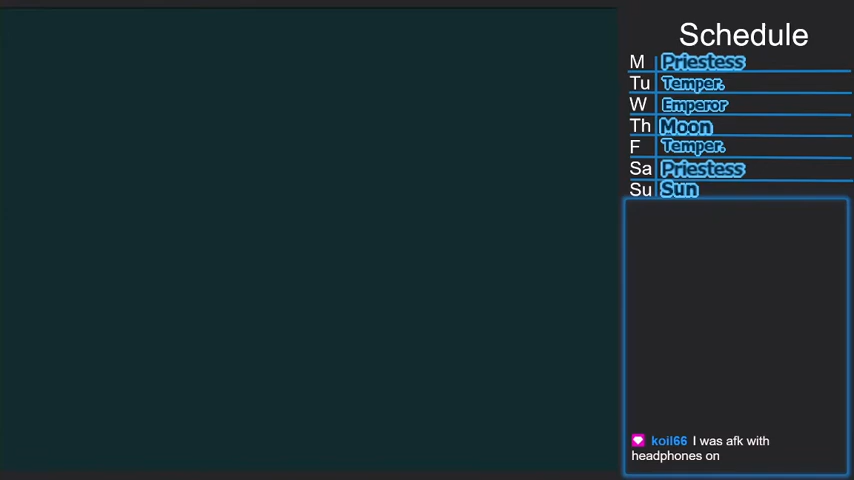 Schedule
M Priestess
Tu Temper.
W Emperor
Th Moon
F Temper.
Sa Priestess
Su Sun
koil66 I was afk with
headphones on